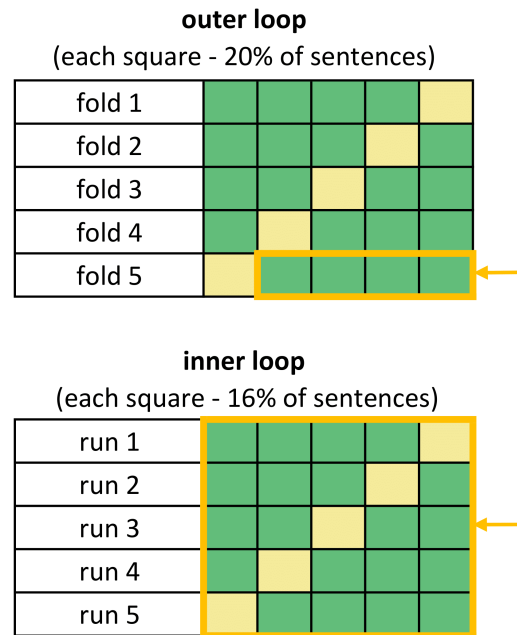 outer loop
(each square - 20% of sentences)
fold 1
fold 2
fold 3
fold 4
fold 5
inner loop
(each square - 16% of sentences)
run 1
run 2
run 3
run 4
run 5